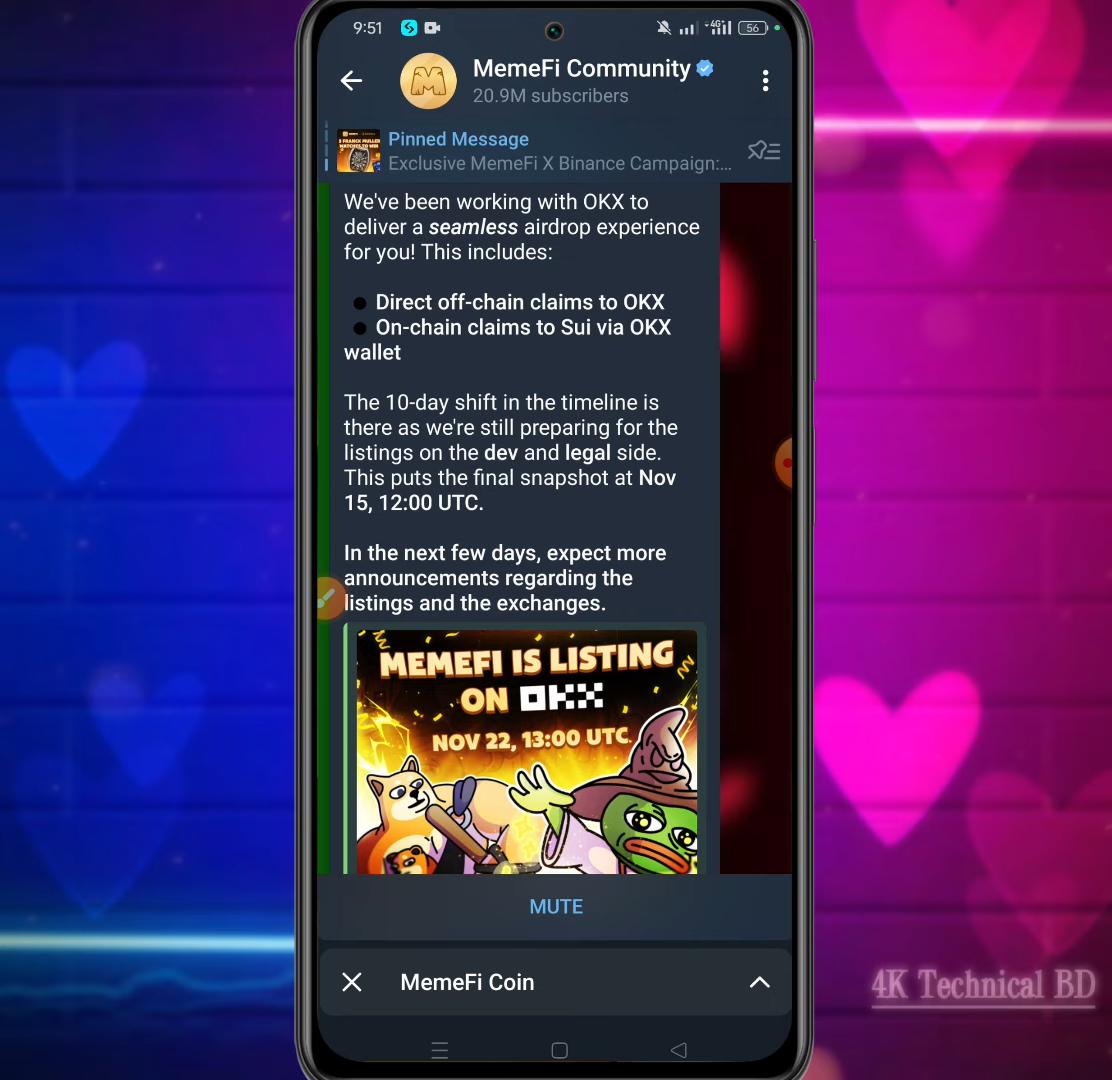 9:51
4G
56
MemeFi Community
20.9M subscribers
Pinned Message
Exclusive MemeFi X Binance Campaign:...
We've been working with OKX to
deliver a seamless airdrop experience
for you! This includes:
● Direct off-chain claims to OKX
● On-chain claims to Sui via OKX
wallet
The 10-day shift in the timeline is
there as we're still preparing for the
listings on the dev and legal side.
This puts the final snapshot at Nov
15, 12:00 UTC.
In the next few days, expect more
announcements regarding the
listings and the exchanges.
MEMEFI IS LISTING
ON OKX
NOV 22, 13:00 UTC
MUTE
MemeFi Coin
4K Technical BD